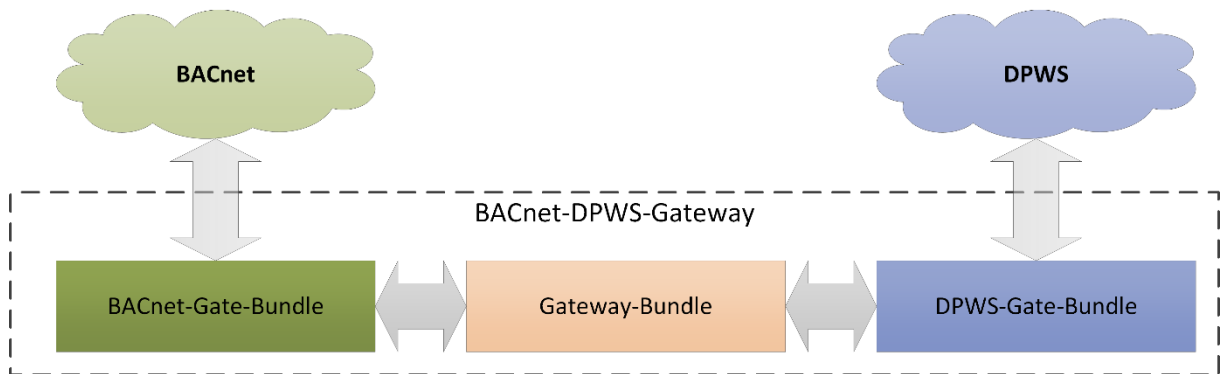 BACnet
DPWS
BACnet-DPWS-Gateway
BACnet-Gate-Bundle
Gateway-Bundle
DPWS-Gate-Bundle